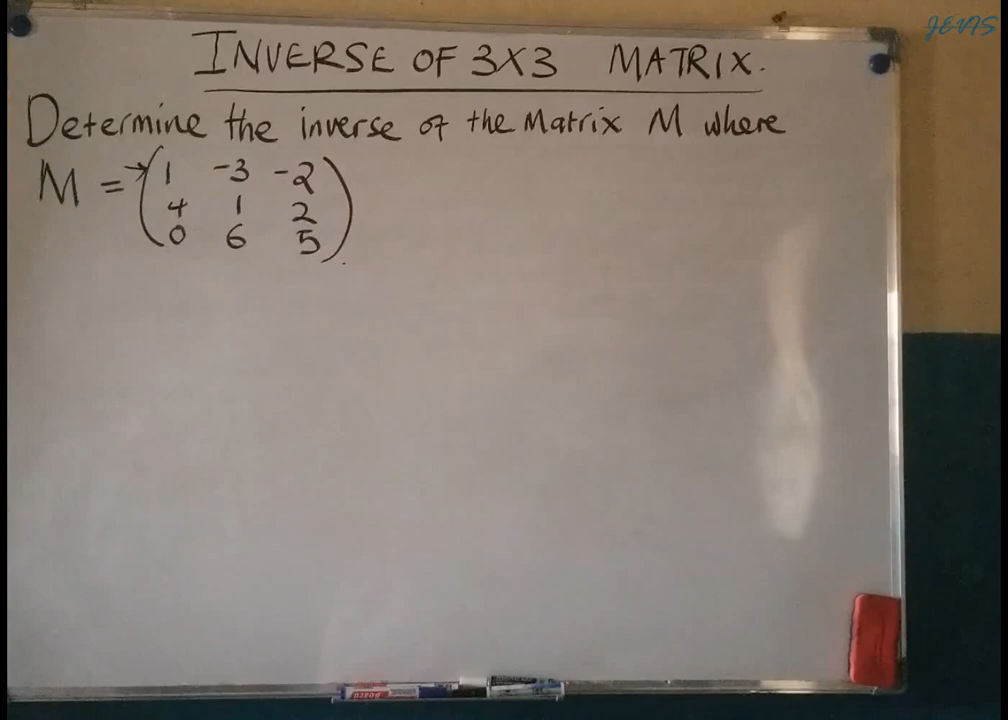 JEVIS
INVERSE OF 3X3 MATRIX.
Determine the inverse of the Matrix M where
M = → ( 1 -3 -2
4 1 2
0 6 5 )